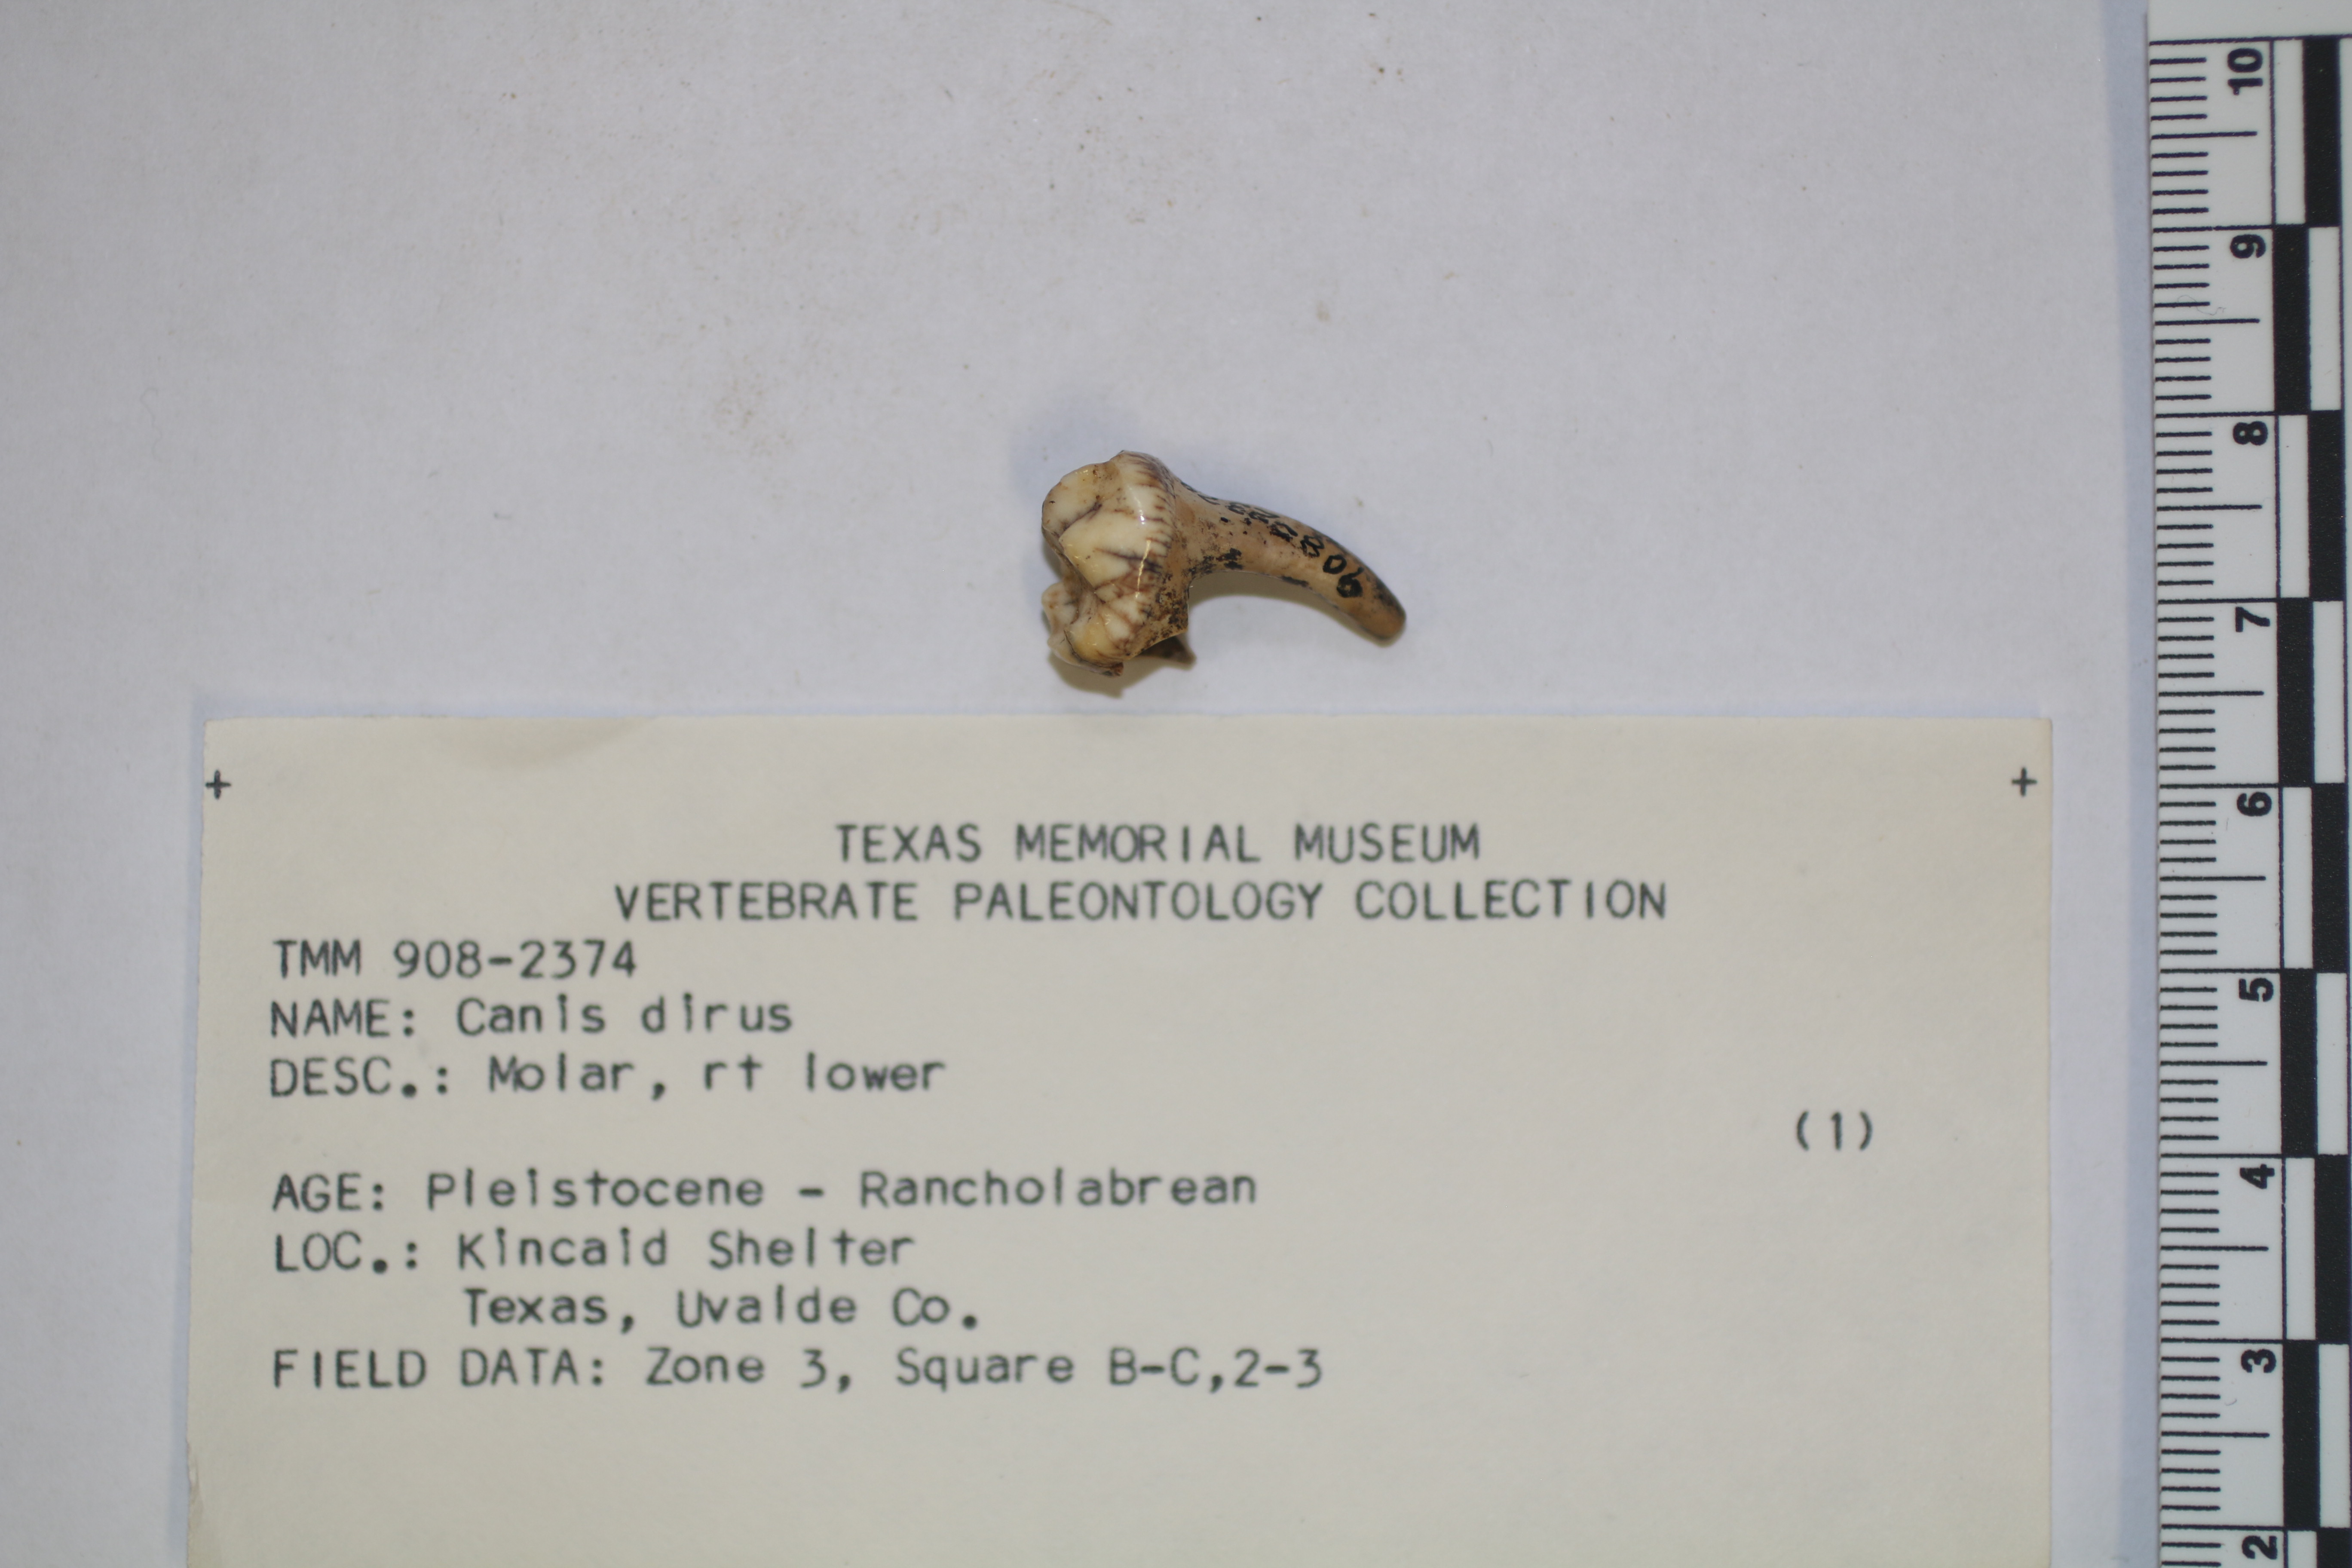 TEXAS MEMORIAL MUSEUM
VERTEBRATE PALEONTOLOGY COLLECTION
TMM 908-2374
NAME: Canis dirus
DESC.: Molar, rt lower
(1)
AGE: Pleistocene - Rancholabrean
LOC.: Kincaid Shelter
Texas, Uvalde Co.
FIELD DATA: Zone 3, Square B-C,2-3
908
10
9
8
7
6
5
4
3
2